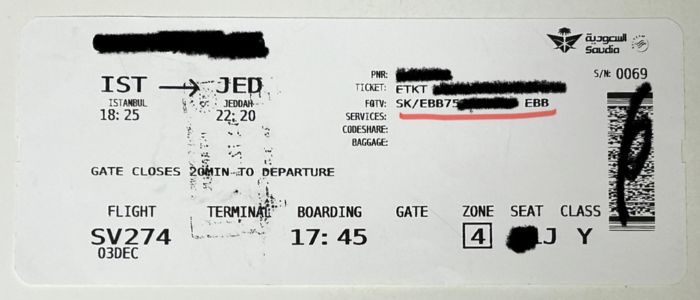 السعودية
Saudia
IST → JED
ISTANBUL JEDDAH
18:25 22:20
PNR:
TICKET: ETKT
FQTV: SK/EBB75 EBB
SERVICES:
CODESHARE:
BAGGAGE:
S/N: 0069
GATE CLOSES 20MIN TO DEPARTURE
FLIGHT TERMINAL BOARDING GATE ZONE SEAT CLASS
SV274 17:45 4 1J Y
03DEC